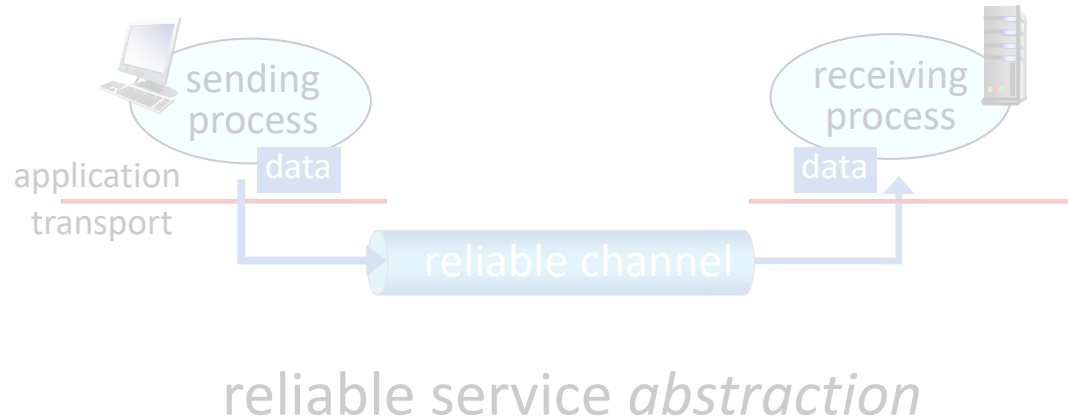 sending
process
data
receiving
process
data
application
transport
reliable channel
reliable service abstraction